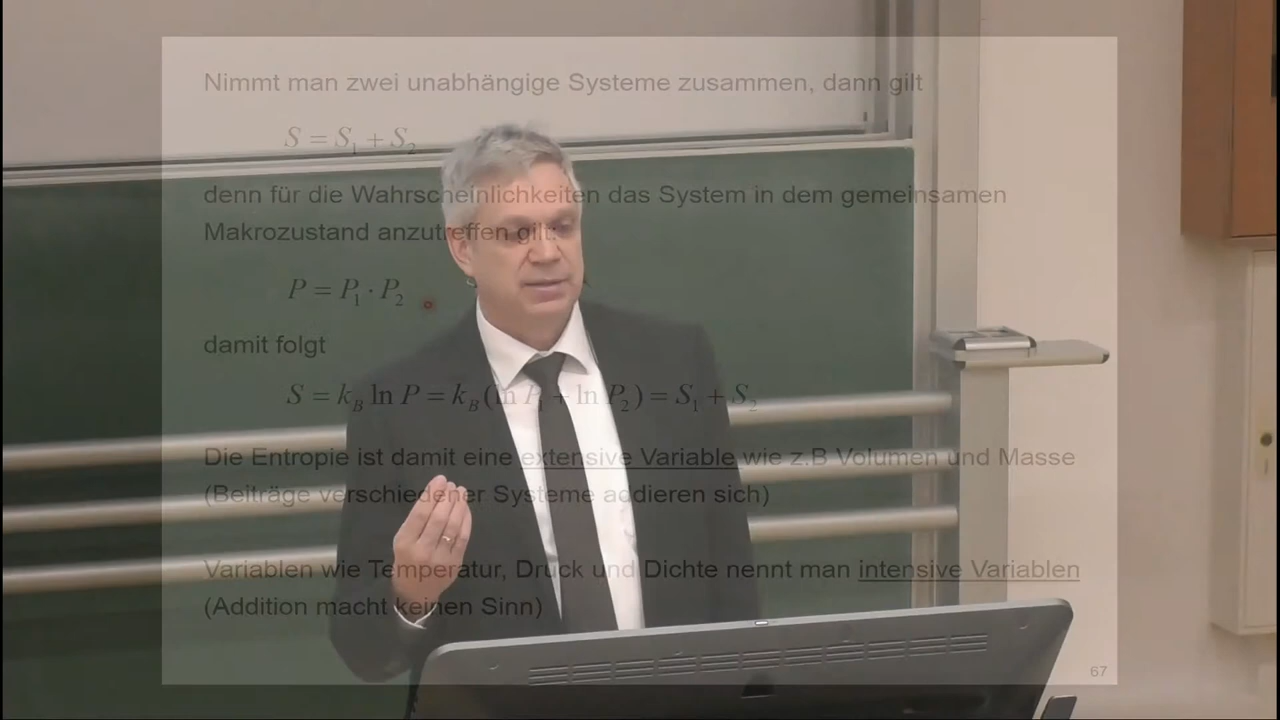 Nimmt man zwei unabhängige Systeme zusammen, dann gilt
S = S₁ + S₂
denn für die Wahrscheinlichkeiten das System in dem gemeinsamen
Makrozustand anzutreffen gilt:
P = P₁ · P₂
damit folgt
S = k_B ln P = k_B (ln P₁ + ln P₂) = S₁ + S₂
Die Entropie ist damit eine extensive Variable wie z.B Volumen und Masse
(Beiträge verschiedener Systeme addieren sich)
Variablen wie Temperatur, Druck und Dichte nennt man intensive Variablen
(Addition macht keinen Sinn)
67